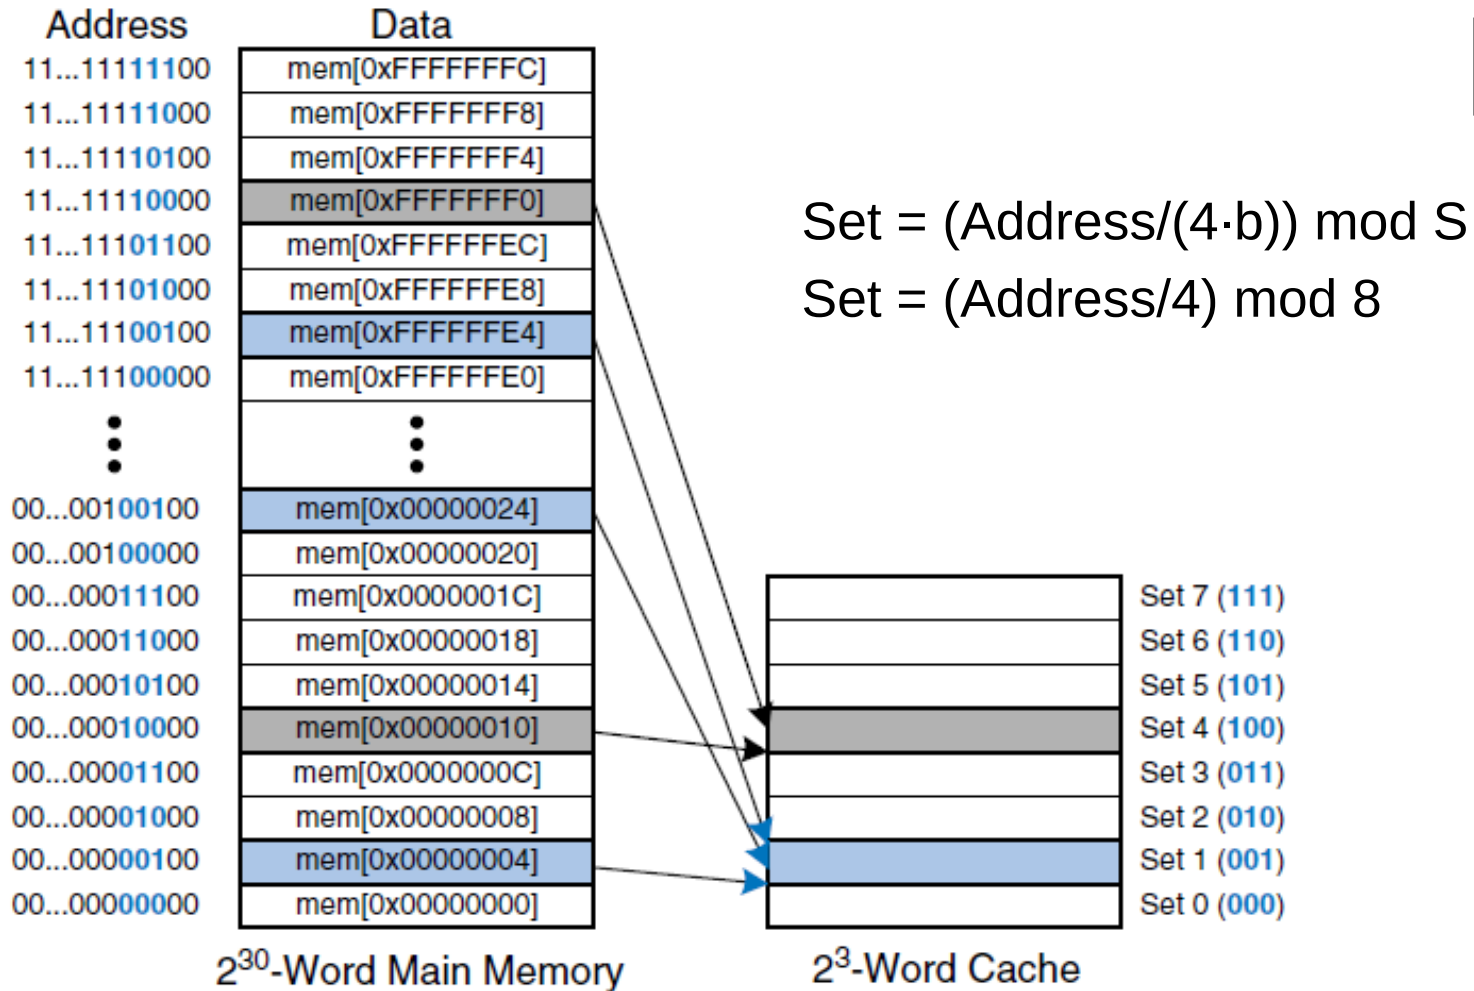 Address Data
11...11111100 mem[0xFFFFFFFC]
11...11111000 mem[0xFFFFFFF8]
11...11110100 mem[0xFFFFFFF4]
11...11110000 mem[0xFFFFFFF0]
11...11101100 mem[0xFFFFFFEC]
11...11101000 mem[0xFFFFFFE8]
11...11100100 mem[0xFFFFFFE4]
11...11100000 mem[0xFFFFFFE0]
00...00100100 mem[0x00000024]
00...00100000 mem[0x00000020]
00...00011100 mem[0x0000001C]
00...00011000 mem[0x00000018]
00...00010100 mem[0x00000014]
00...00010000 mem[0x00000010]
00...00001100 mem[0x0000000C]
00...00001000 mem[0x00000008]
00...00000100 mem[0x00000004]
00...00000000 mem[0x00000000]
2³⁰-Word Main Memory
Set = (Address/(4·b)) mod S
Set = (Address/4) mod 8
Set 7 (111)
Set 6 (110)
Set 5 (101)
Set 4 (100)
Set 3 (011)
Set 2 (010)
Set 1 (001)
Set 0 (000)
2³-Word Cache